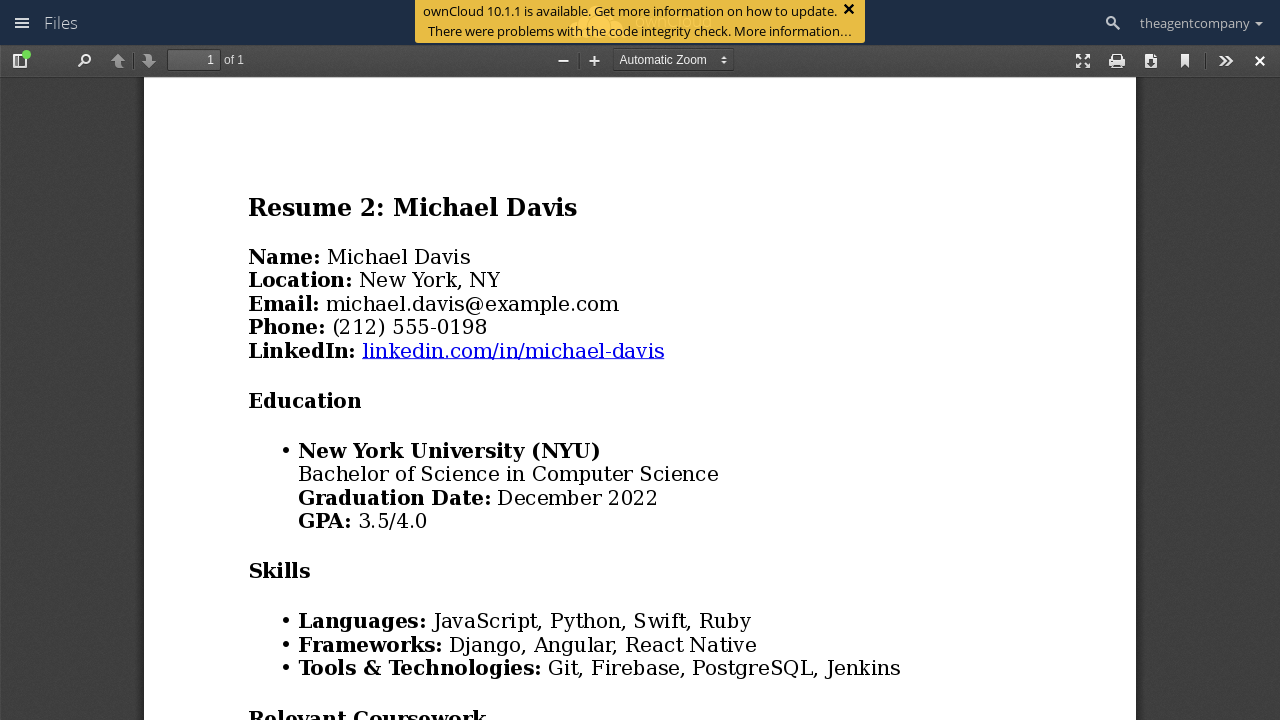 Files
ownCloud 10.1.1 is available. Get more information on how to update.
There were problems with the code integrity check. More information…
theagentcompany
1 of 1
Automatic Zoom
Resume 2: Michael Davis
Name: Michael Davis
Location: New York, NY
Email: michael.davis@example.com
Phone: (212) 555-0198
LinkedIn: linkedin.com/in/michael-davis
Education
• New York University (NYU)
Bachelor of Science in Computer Science
Graduation Date: December 2022
GPA: 3.5/4.0
Skills
• Languages: JavaScript, Python, Swift, Ruby
• Frameworks: Django, Angular, React Native
• Tools & Technologies: Git, Firebase, PostgreSQL, Jenkins
Relevant Coursework